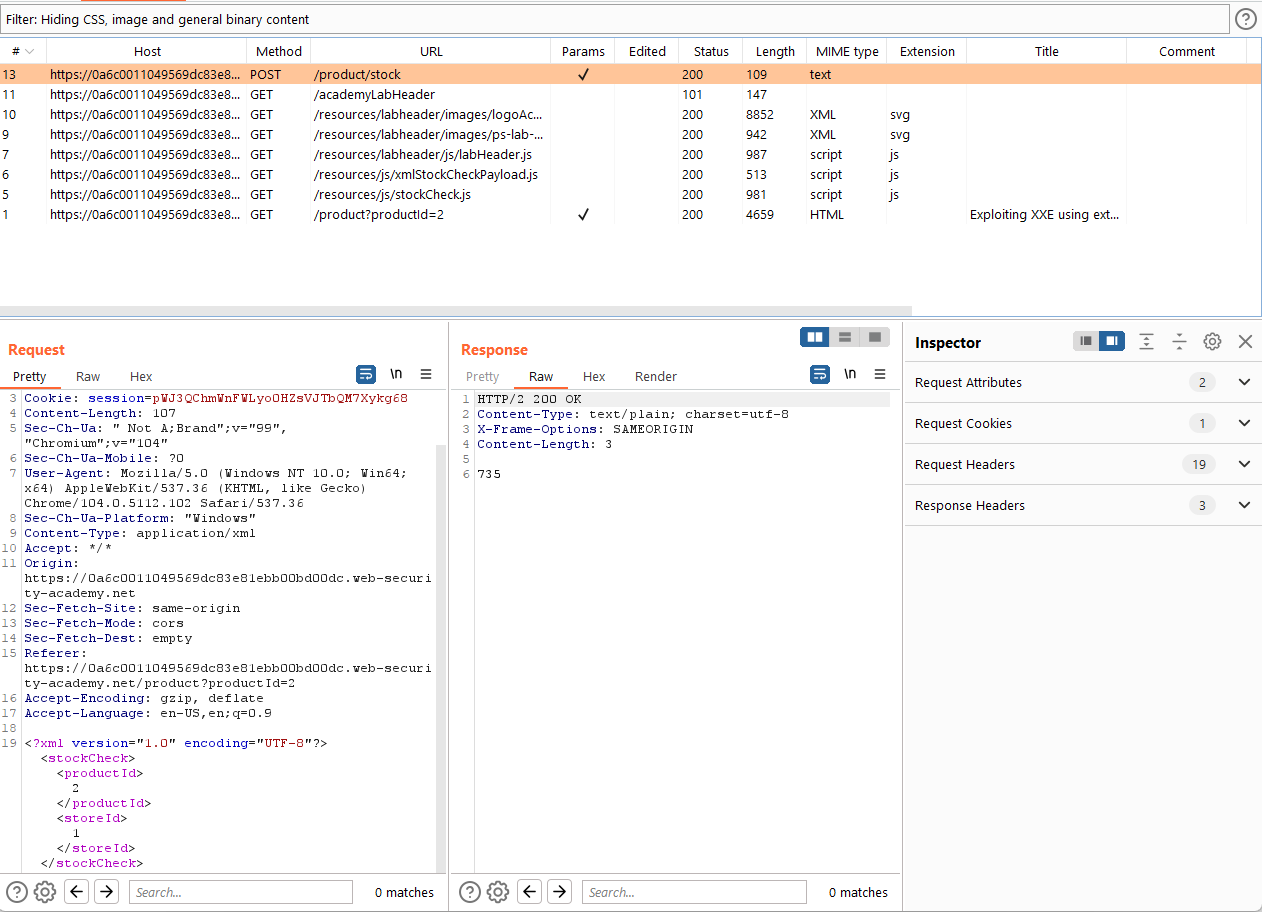 Filter: Hiding CSS, image and general binary content
# Host Method URL Params Edited Status Length MIME type Extension Title Comment
13 https://0a6c0011049569dc83e8... POST /product/stock ✓ 200 109 text
11 https://0a6c0011049569dc83e8... GET /academyLabHeader 101 147
10 https://0a6c0011049569dc83e8... GET /resources/labheader/images/logoAc... 200 8852 XML svg
9 https://0a6c0011049569dc83e8... GET /resources/labheader/images/ps-lab-... 200 942 XML svg
7 https://0a6c0011049569dc83e8... GET /resources/labheader/js/labHeader.js 200 987 script js
6 https://0a6c0011049569dc83e8... GET /resources/js/xmlStockCheckPayload.js 200 513 script js
5 https://0a6c0011049569dc83e8... GET /resources/js/stockCheck.js 200 981 script js
1 https://0a6c0011049569dc83e8... GET /product?productId=2 ✓ 200 4659 HTML Exploiting XXE using ext...
Request
Pretty Raw Hex \n
3 Cookie: session=pWJ3QChmWnFWLyo0HZsVJTbQM7Xykg68
4 Content-Length: 107
5 Sec-Ch-Ua: " Not A;Brand";v="99",
"Chromium";v="104"
6 Sec-Ch-Ua-Mobile: ?0
7 User-Agent: Mozilla/5.0 (Windows NT 10.0; Win64;
x64) AppleWebKit/537.36 (KHTML, like Gecko)
Chrome/104.0.5112.102 Safari/537.36
8 Sec-Ch-Ua-Platform: "Windows"
9 Content-Type: application/xml
10 Accept: */*
11 Origin:
https://0a6c0011049569dc83e81ebb00bd00dc.web-securi
ty-academy.net
12 Sec-Fetch-Site: same-origin
13 Sec-Fetch-Mode: cors
14 Sec-Fetch-Dest: empty
15 Referer:
https://0a6c0011049569dc83e81ebb00bd00dc.web-securi
ty-academy.net/product?productId=2
16 Accept-Encoding: gzip, deflate
17 Accept-Language: en-US,en;q=0.9
18
19 <?xml version="1.0" encoding="UTF-8"?>
<stockCheck>
<productId>
2
</productId>
<storeId>
1
</storeId>
</stockCheck>
Search... 0 matches
Response
Pretty Raw Hex Render \n
1 HTTP/2 200 OK
2 Content-Type: text/plain; charset=utf-8
3 X-Frame-Options: SAMEORIGIN
4 Content-Length: 3
5
6 735
Search... 0 matches
Inspector
Request Attributes 2
Request Cookies 1
Request Headers 19
Response Headers 3